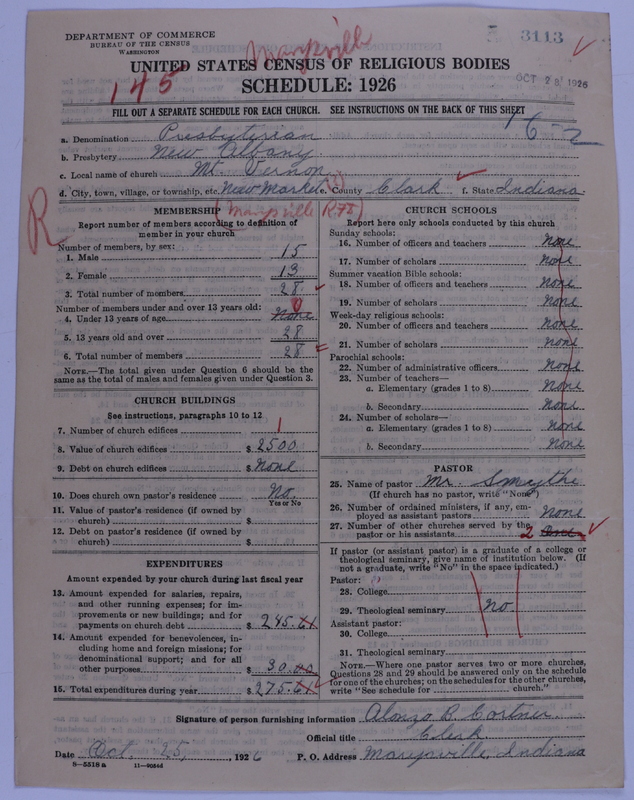 DEPARTMENT OF COMMERCE
BUREAU OF THE CENSUS
WASHINGTON
3113
Marysville
UNITED STATES CENSUS OF RELIGIOUS BODIES
145
SCHEDULE: 1926
OCT 28 1926
FILL OUT A SEPARATE SCHEDULE FOR EACH CHURCH. SEE INSTRUCTIONS ON THE BACK OF THIS SHEET
16-2
a. Denomination Presbyterian
b. Presbytery New Albany
c. Local name of church Mt. Vernon
d. City, town, village, or township, etc. New Market e. County Clark f. State Indiana
R
(Marysville R78)
MEMBERSHIP
Report number of members according to definition of
member in your church
Number of members, by sex:
1. Male 15
2. Female 13
3. Total number of members 28
Number of members under and over 13 years old:
4. Under 13 years of age None 0
5. 13 years old and over 28
6. Total number of members 28
NOTE.—The total given under Question 6 should be
the same as the total of males and females given under Question 3.
CHURCH BUILDINGS
See instructions, paragraphs 10 to 12
7. Number of church edifices 1
8. Value of church edifices $ 2500
9. Debt on church edifices $ None
10. Does church own pastor's residence No.
Yes or No
11. Value of pastor's residence (if owned by
church) $
12. Debt on pastor's residence (if owned by
church) $
EXPENDITURES
Amount expended by your church during last fiscal year
13. Amount expended for salaries, repairs,
and other running expenses; for im-
provements or new buildings; and for
payments on church debt $ 245.61
14. Amount expended for benevolences, in-
cluding home and foreign missions; for
denominational support; and for all
other purposes $ 30.00
15. Total expenditures during year $ 275.61
CHURCH SCHOOLS
Report here only schools conducted by this church
Sunday schools:
16. Number of officers and teachers None
17. Number of scholars None
Summer vacation Bible schools:
18. Number of officers and teachers None
19. Number of scholars None
Week-day religious schools:
20. Number of officers and teachers None
21. Number of scholars None
Parochial schools:
22. Number of administrative officers None
23. Number of teachers—
a. Elementary (grades 1 to 8) None
b. Secondary None
24. Number of scholars—
a. Elementary (grades 1 to 8) None
b. Secondary None
PASTOR
25. Name of pastor Mr. Smythe
(If church has no pastor, write "None")
26. Number of ordained ministers, if any, em-
ployed as assistant pastors None
27. Number of other churches served by the
pastor or his assistants 2
If pastor (or assistant pastor) is a graduate of a college or
theological seminary, give name of institution below. (If
not a graduate, write "No" in the space indicated.)
Pastor:
28. College
29. Theological seminary No.
Assistant pastor:
30. College
31. Theological seminary
NOTE.—Where one pastor serves two or more churches,
Questions 28 and 29 should be answered only on the schedule
for one of the churches; on the schedules for the other churches,
write "See schedule for church."
Signature of person furnishing information Alonzo B. Cortner
Official title Clerk
Date Oct. 25, 1926 P. O. Address Marysville, Indiana
8—5518 a 11—9054d